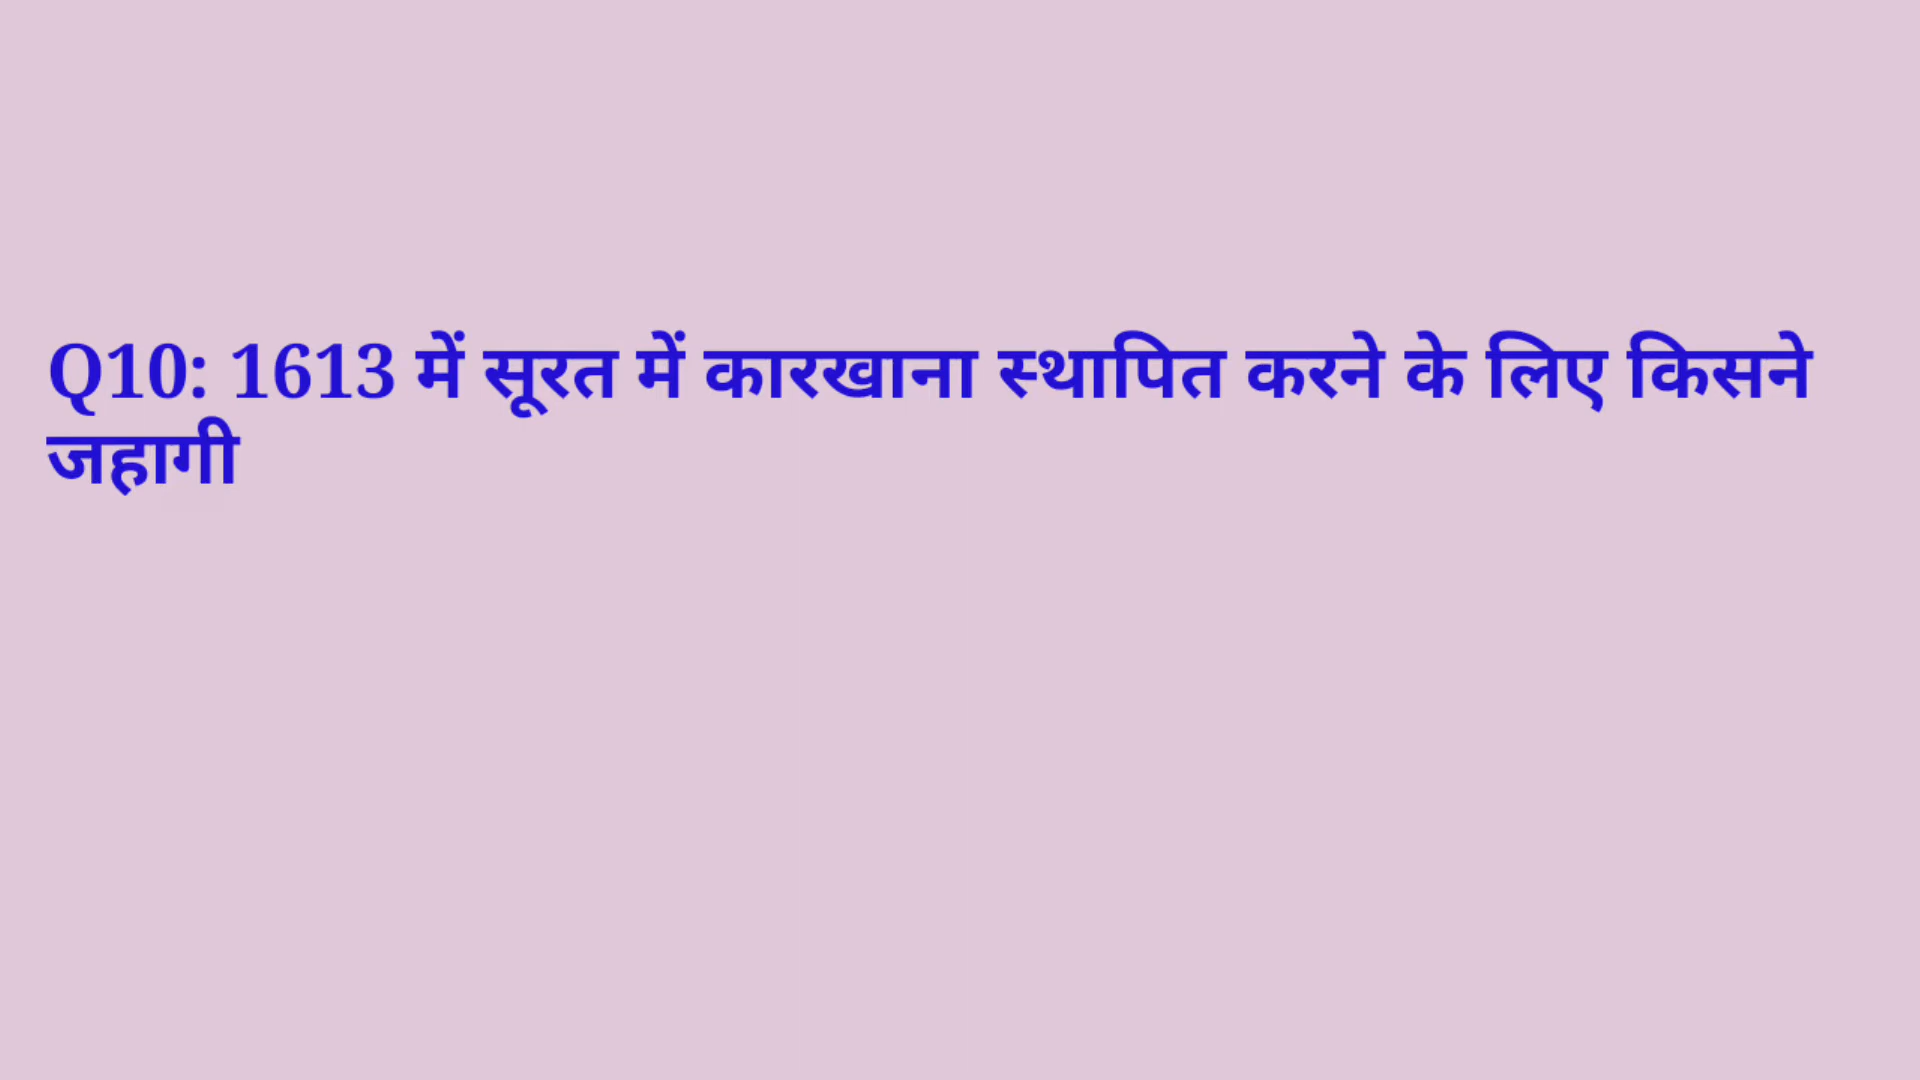 Q10: 1613 में सूरत में कारखाना स्थापित करने के लिए किसने
जहागी